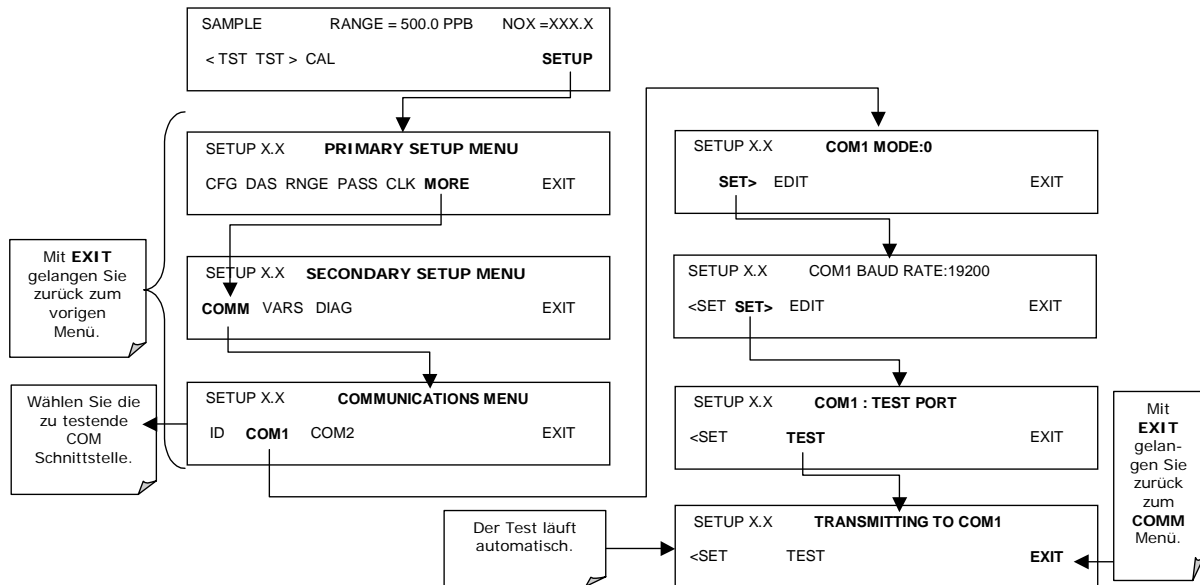 SAMPLE RANGE = 500.0 PPB NOX =XXX.X
< TST TST > CAL SETUP
SETUP X.X PRIMARY SETUP MENU
CFG DAS RNGE PASS CLK MORE EXIT
SETUP X.X SECONDARY SETUP MENU
COMM VARS DIAG EXIT
SETUP X.X COMMUNICATIONS MENU
ID COM1 COM2 EXIT
Mit EXIT
gelangen Sie
zurück zum
vorigen
Menü.
Wählen Sie die
zu testende
COM
Schnittstelle.
SETUP X.X COM1 MODE:0
SET> EDIT EXIT
SETUP X.X COM1 BAUD RATE:19200
<SET SET> EDIT EXIT
SETUP X.X COM1 : TEST PORT
<SET TEST EXIT
SETUP X.X TRANSMITTING TO COM1
<SET TEST EXIT
Der Test läuft
automatisch.
Mit
EXIT
gelan-
gen Sie
zurück
zum
COMM
Menü.